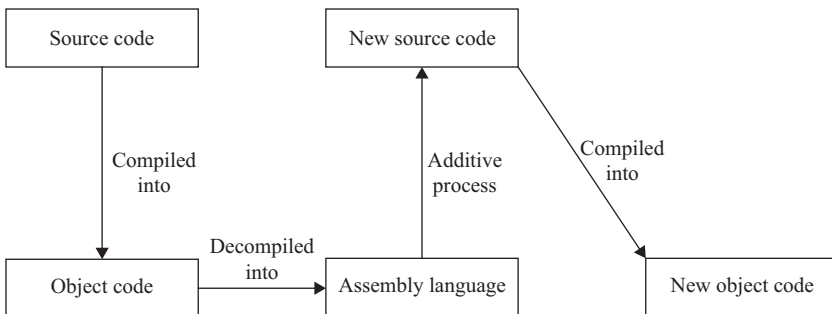 Source code
New source code
Compiled
into
Additive
process
Compiled
into
Decompiled
into
Object code
Assembly language
New object code